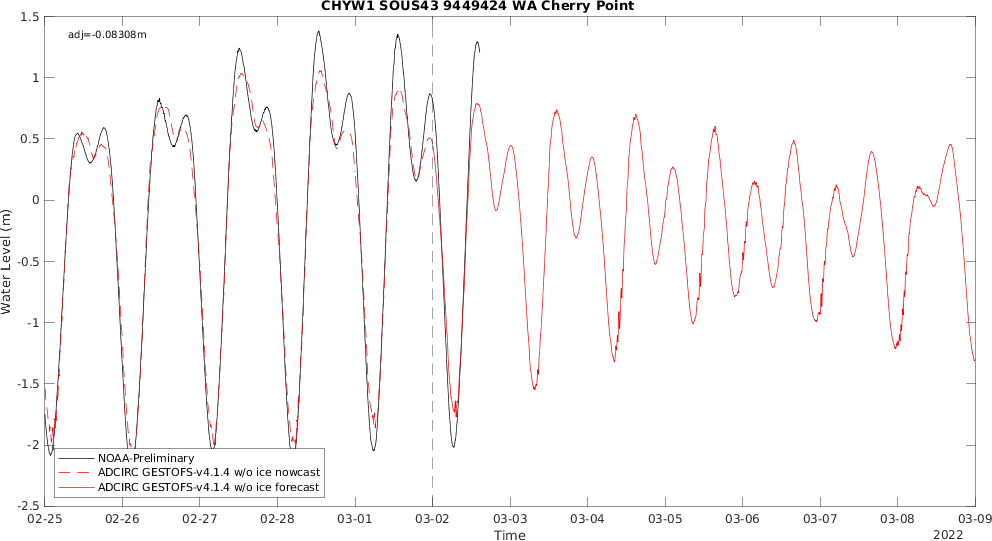 CHYW1 SOUS43 9449424 WA Cherry Point
adj=-0.08308m
1.5
1
0.5
0
-0.5
-1
-1.5
-2
-2.5
Water Level (m)
NOAA-Preliminary
ADCIRC GESTOFS-v4.1.4 w/o ice nowcast
ADCIRC GESTOFS-v4.1.4 w/o ice forecast
02-25 02-26 02-27 02-28 03-01 03-02 03-03 03-04 03-05 03-06 03-07 03-08 03-09
Time
2022